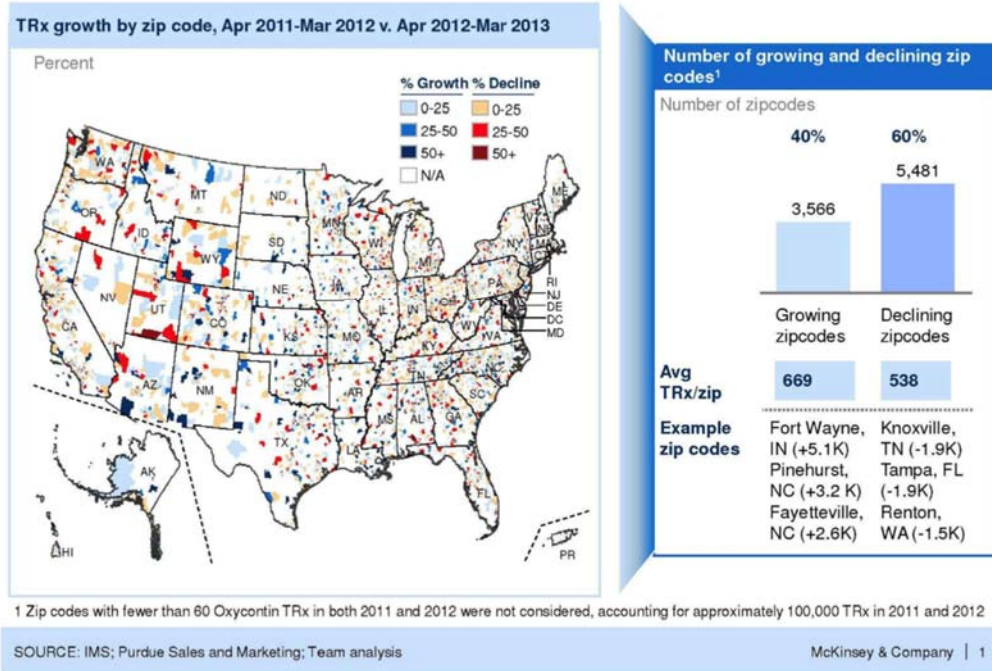 TRx growth by zip code, Apr 2011-Mar 2012 v. Apr 2012-Mar 2013
Percent
% Growth % Decline
0-25 0-25
25-50 25-50
50+ 50+
N/A
WA
MT
ND
OR
ID
MN
WI
SD
WY
MI
NY
ME
NE
IA
PA
NV
UT
CO
IL
IN
OH
RI
NJ
DE
DC
MD
CA
KS
MO
KY
WV
VA
AZ
NM
OK
AR
NC
SC
MS
AL
GA
TX
LA
FL
AK
HI
PR
Number of growing and declining zip
codes1
Number of zipcodes
40% 60%
3,566 5,481
Growing Declining
zipcodes zipcodes
Avg
TRx/zip
669 538
Example
zip codes
Fort Wayne,
IN (+5.1K)
Pinehurst,
NC (+3.2 K)
Fayetteville,
NC (+2.6K)
Knoxville,
TN (-1.9K)
Tampa, FL
(-1.9K)
Renton,
WA (-1.5K)
1 Zip codes with fewer than 60 Oxycontin TRx in both 2011 and 2012 were not considered, accounting for approximately 100,000 TRx in 2011 and 2012
SOURCE: IMS; Purdue Sales and Marketing; Team analysis
McKinsey & Company | 1